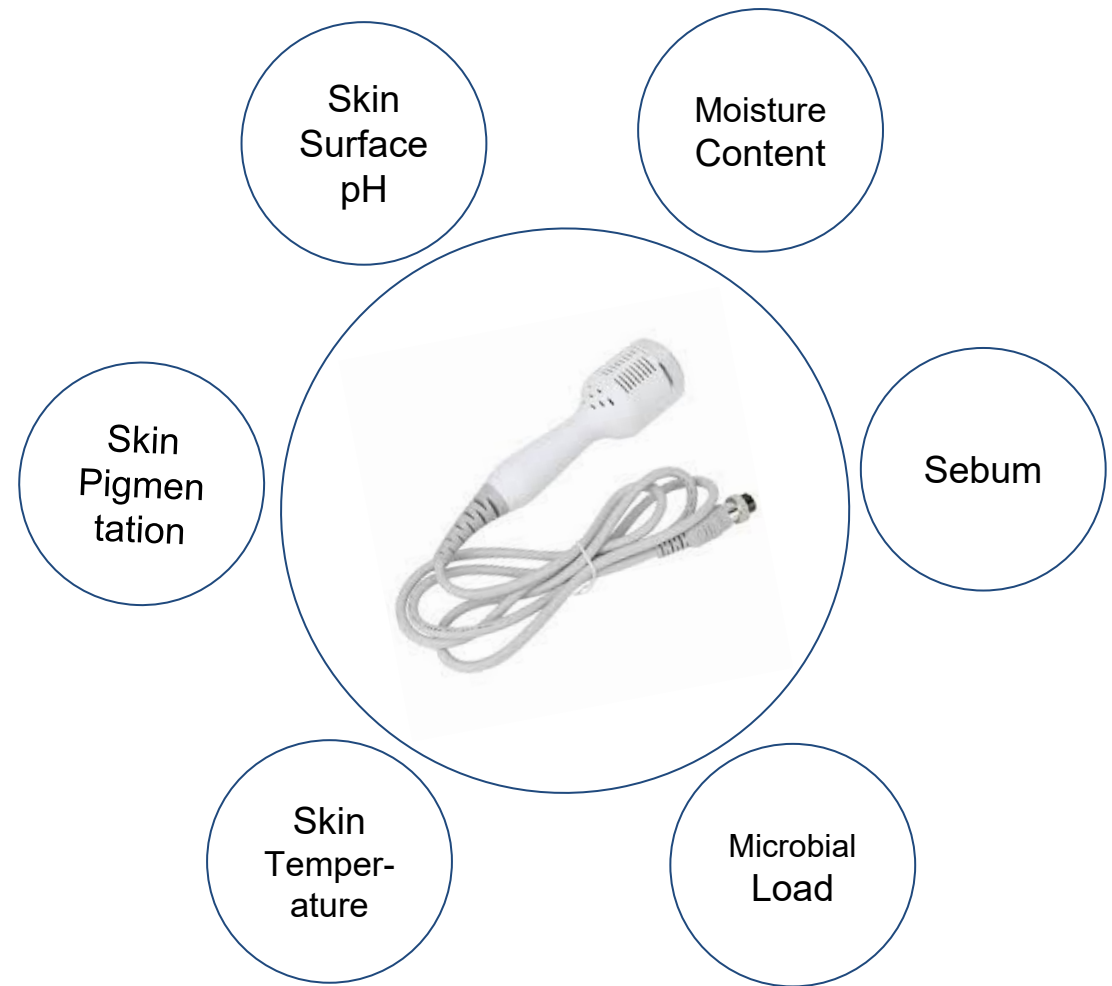 Skin
Surface
pH
Moisture
Content
Skin
Pigmen
tation
Sebum
Skin
Temper-
ature
Microbial
Load